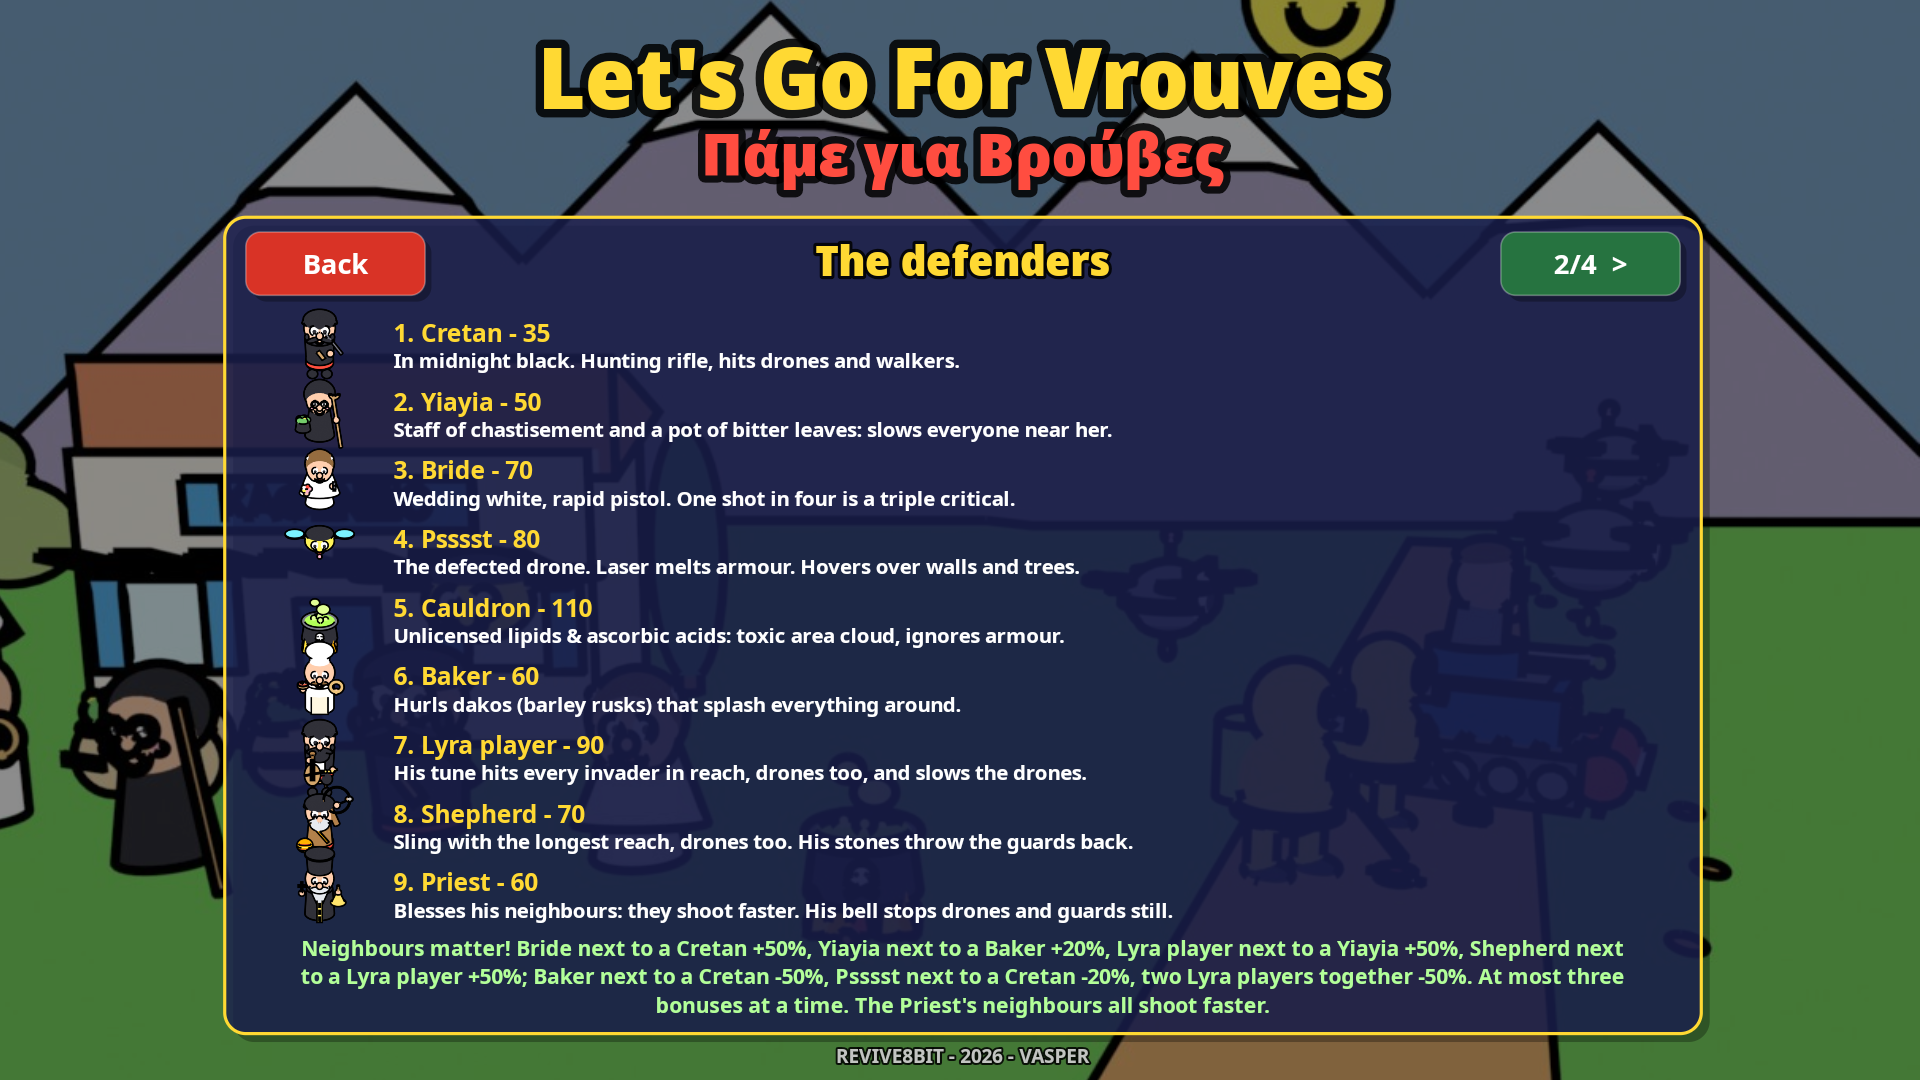 Let's Go For Vrouves
Πάμε για Βρούβες
Back
The defenders
2/4 >
1. Cretan - 35
In midnight black. Hunting rifle, hits drones and walkers.
2. Yiayia - 50
Staff of chastisement and a pot of bitter leaves: slows everyone near her.
3. Bride - 70
Wedding white, rapid pistol. One shot in four is a triple critical.
4. Psssst - 80
The defected drone. Laser melts armour. Hovers over walls and trees.
5. Cauldron - 110
Unlicensed lipids & ascorbic acids: toxic area cloud, ignores armour.
6. Baker - 60
Hurls dakos (barley rusks) that splash everything around.
7. Lyra player - 90
His tune hits every invader in reach, drones too, and slows the drones.
8. Shepherd - 70
Sling with the longest reach, drones too. His stones throw the guards back.
9. Priest - 60
Blesses his neighbours: they shoot faster. His bell stops drones and guards still.
Neighbours matter! Bride next to a Cretan +50%, Yiayia next to a Baker +20%, Lyra player next to a Yiayia +50%, Shepherd next
to a Lyra player +50%; Baker next to a Cretan -50%, Psssst next to a Cretan -20%, two Lyra players together -50%. At most three
bonuses at a time. The Priest's neighbours all shoot faster.
REVIVE8BIT - 2026 - VASPER